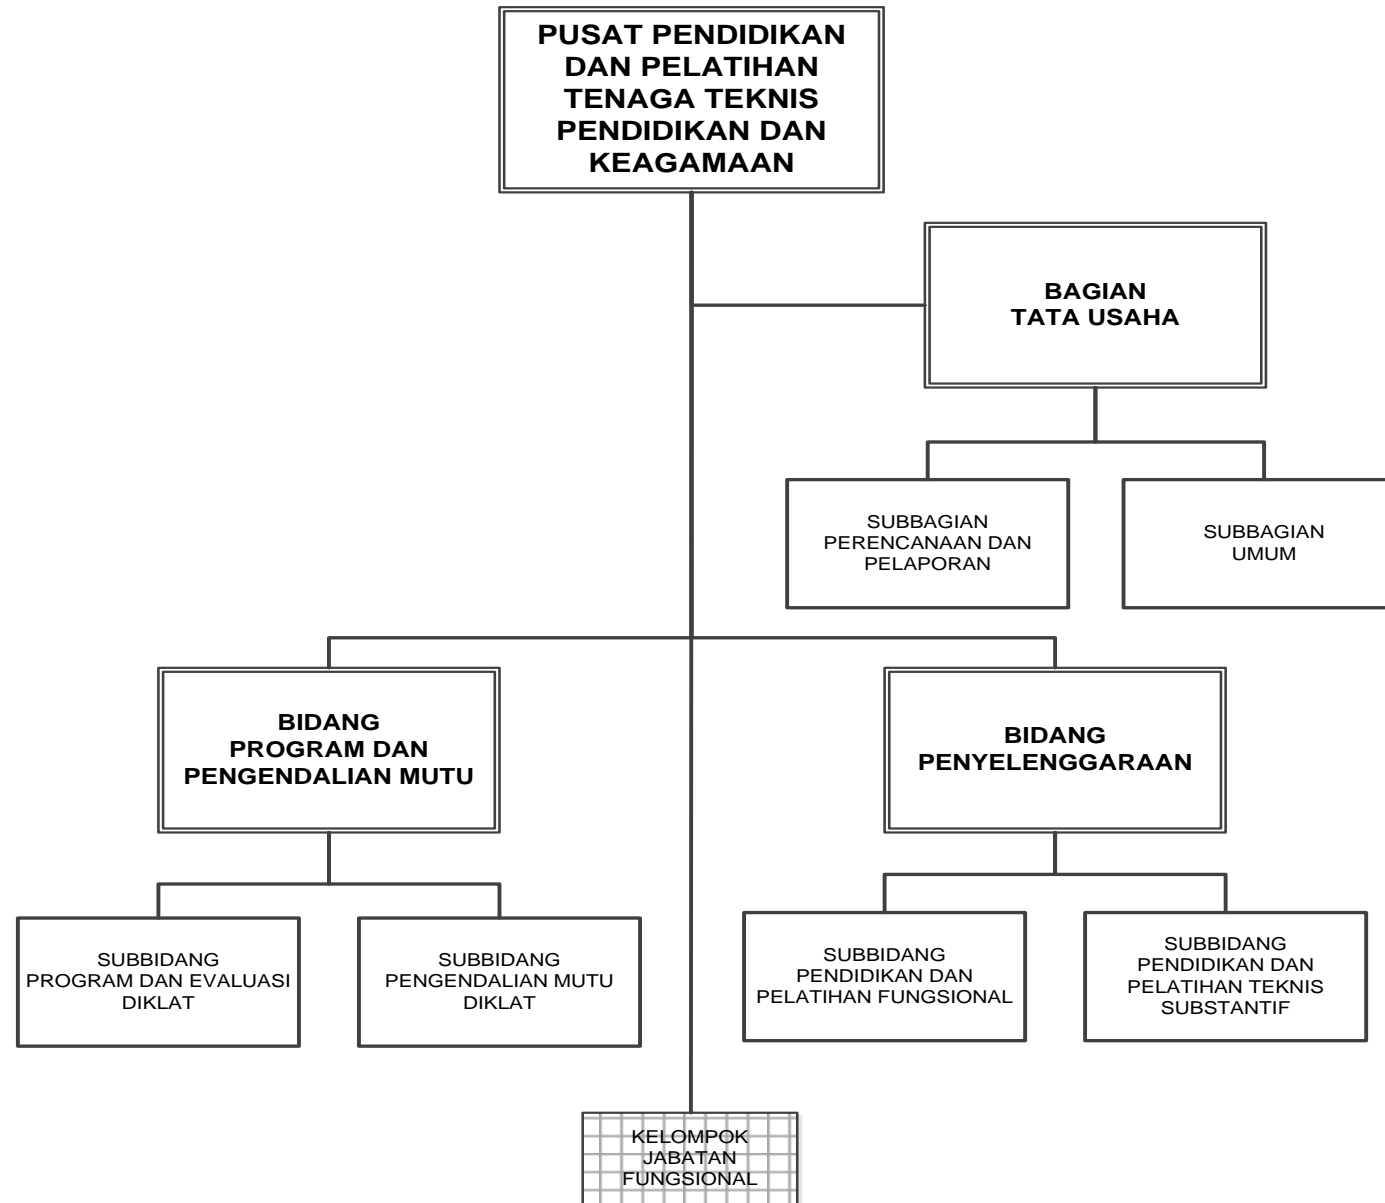 PUSAT PENDIDIKAN
DAN PELATIHAN
TENAGA TEKNIS
PENDIDIKAN DAN
KEAGAMAAN
BAGIAN
TATA USAHA
SUBBAGIAN
PERENCANAAN DAN
PELAPORAN
SUBBAGIAN
UMUM
BIDANG
PROGRAM DAN
PENGENDALIAN MUTU
BIDANG
PENYELENGGARAAN
SUBBIDANG
PROGRAM DAN EVALUASI
DIKLAT
SUBBIDANG
PENGENDALIAN MUTU
DIKLAT
SUBBIDANG
PENDIDIKAN DAN
PELATIHAN FUNGSIONAL
SUBBIDANG
PENDIDIKAN DAN
PELATIHAN TEKNIS
SUBSTANTIF
KELOMPOK
JABATAN
FUNGSIONAL